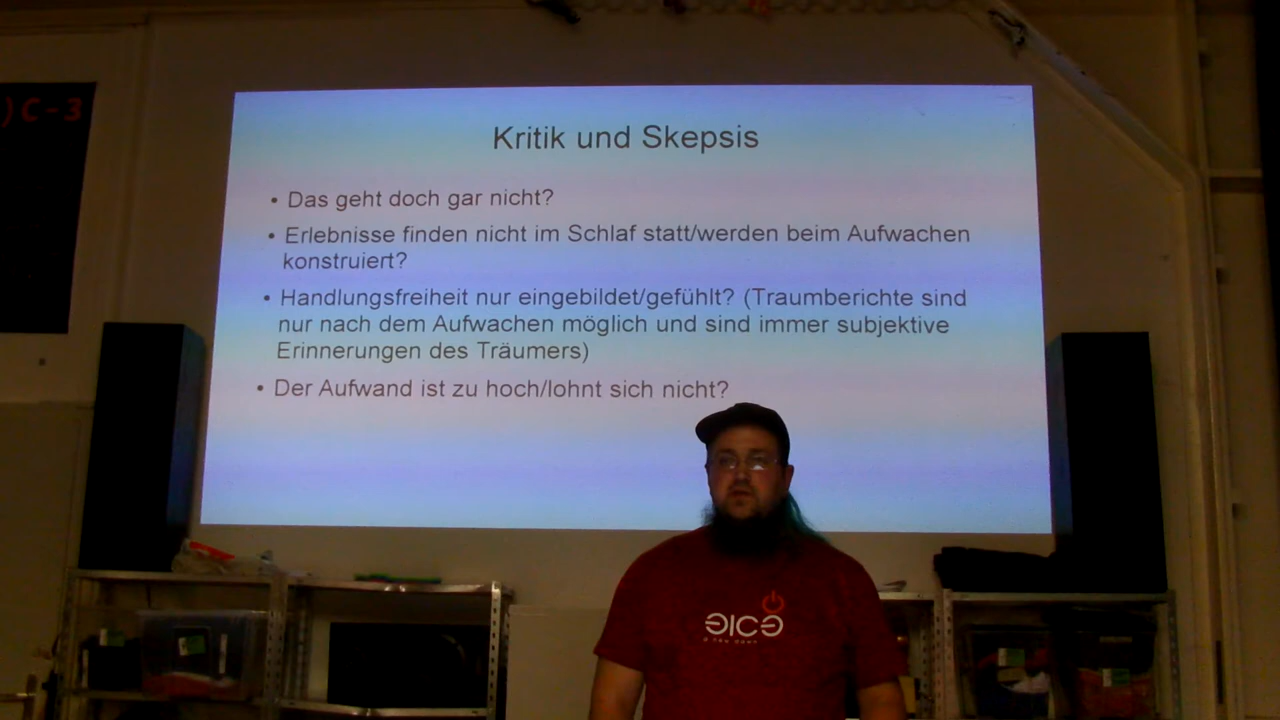 )C-3
Kritik und Skepsis
• Das geht doch gar nicht?
• Erlebnisse finden nicht im Schlaf statt/werden beim Aufwachen
konstruiert?
• Handlungsfreiheit nur eingebildet/gefühlt? (Traumberichte sind
nur nach dem Aufwachen möglich und sind immer subjektive
Erinnerungen des Träumers)
• Der Aufwand ist zu hoch/lohnt sich nicht?